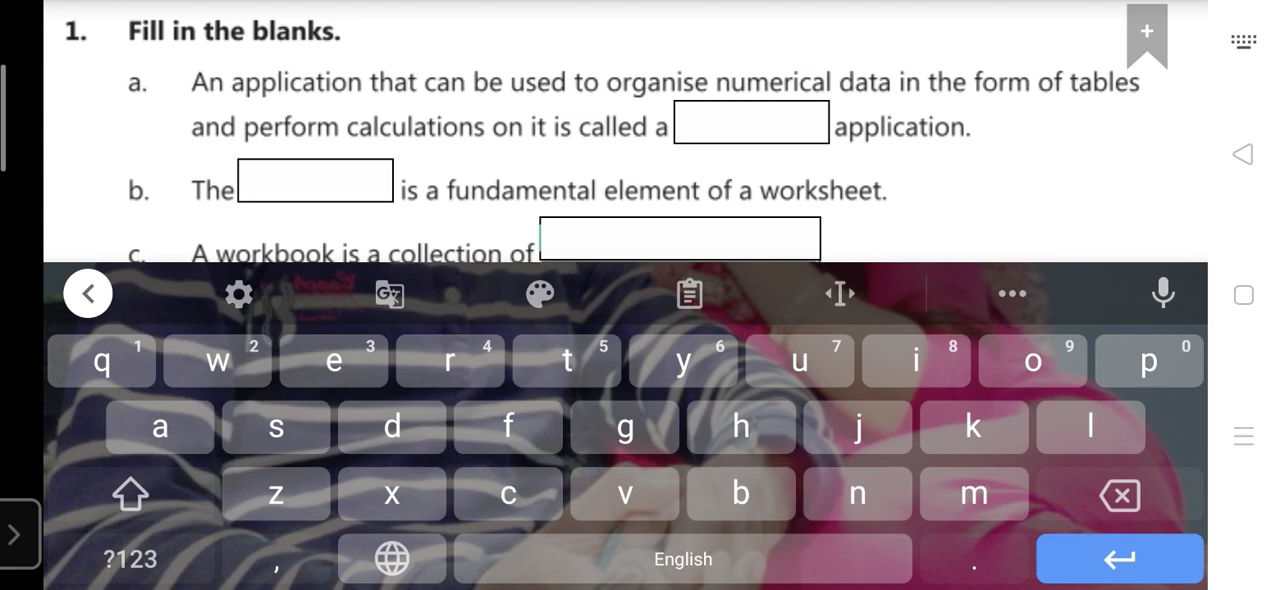 1. Fill in the blanks.
a. An application that can be used to organise numerical data in the form of tables
and perform calculations on it is called a application.
b. The is a fundamental element of a worksheet.
c. A workbook is a collection of
q 1 w 2 e 3 r 4 t 5 y 6 u 7 i 8 o 9 p 0
a s d f g h j k l
z x c v b n m
?123 , English .